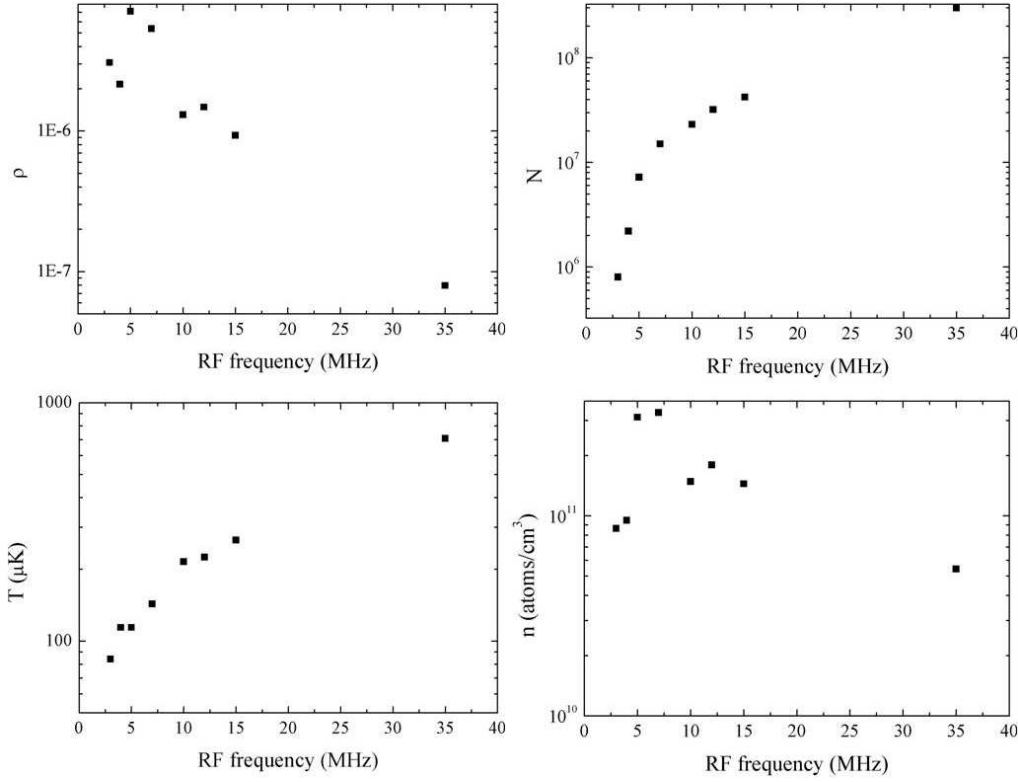 1E-6
1E-7
ρ
0 5 10 15 20 25 30 35 40
RF frequency (MHz)
10⁸
10⁷
10⁶
N
0 5 10 15 20 25 30 35 40
RF frequency (MHz)
1000
100
T (μK)
0 5 10 15 20 25 30 35 40
RF frequency (MHz)
10¹¹
10¹⁰
n (atoms/cm³)
0 5 10 15 20 25 30 35 40
RF frequency (MHz)